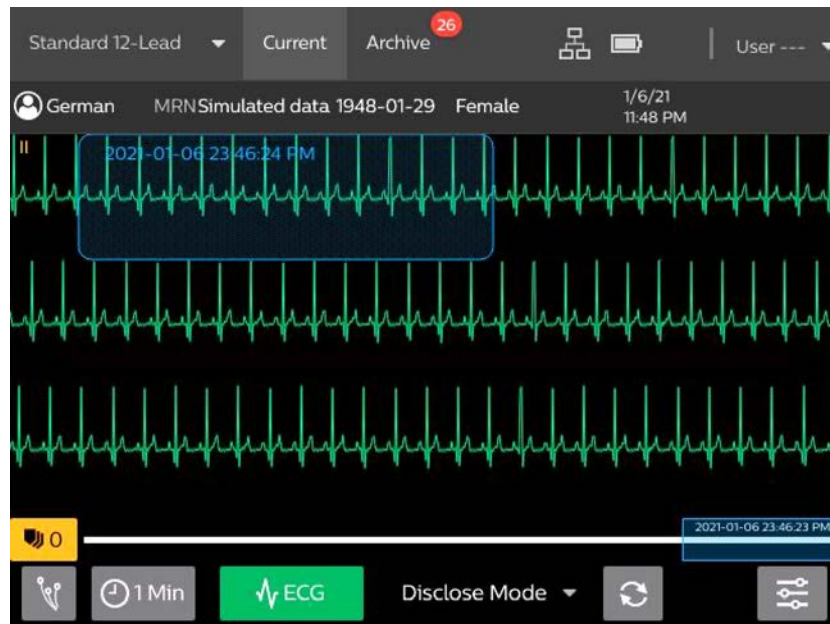 Standard 12-Lead Current Archive 26 User ---
German MRN Simulated data 1948-01-29 Female 1/6/21
11:48 PM
II 2021-01-06 23:46:24 PM
2021-01-06 23:46:23 PM
0
1 Min ECG Disclose Mode